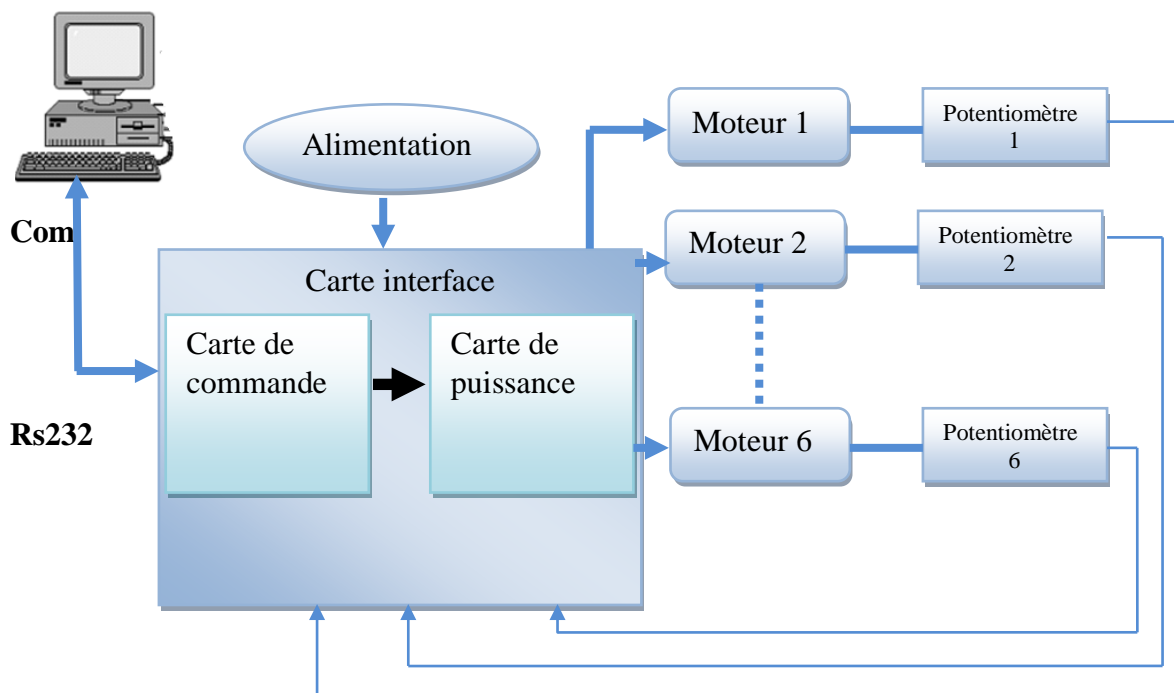 Alimentation
Moteur 1
Potentiomètre
1
Com
Moteur 2
Potentiomètre
2
Carte interface
Carte de
commande
Carte de
puissance
Rs232
Moteur 6
Potentiomètre
6